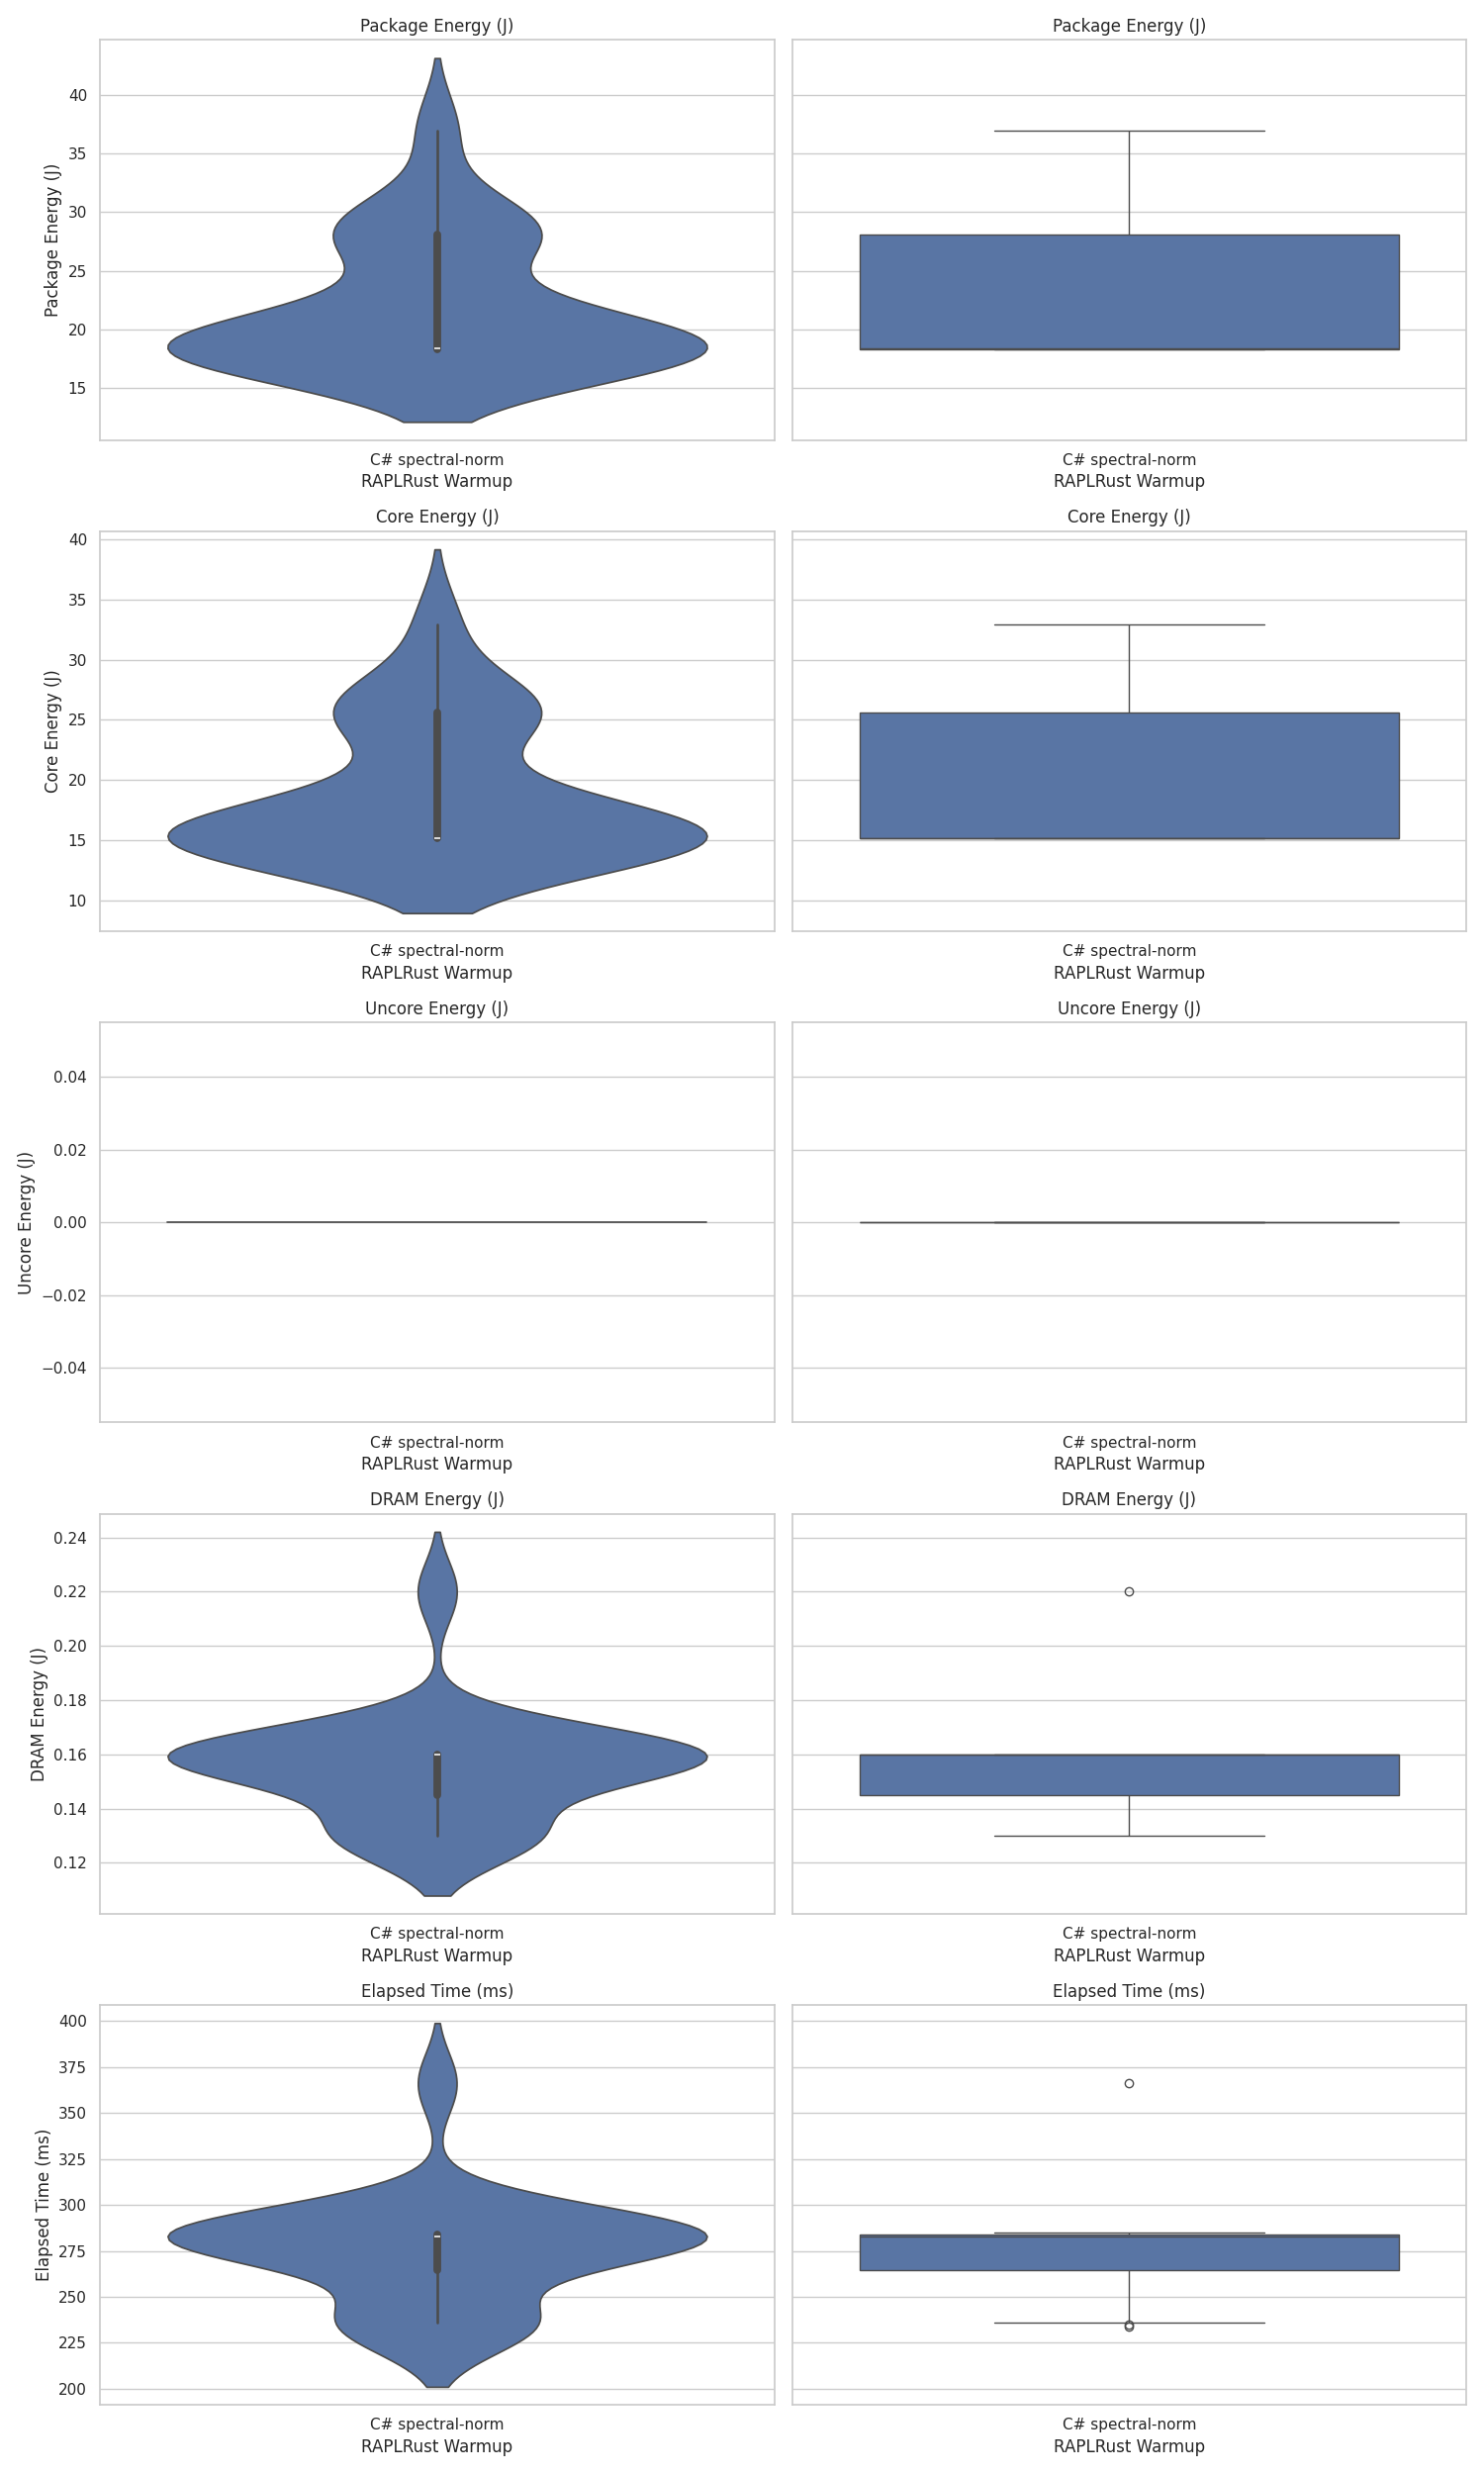 Package Energy (J)
Package Energy (J)
Package Energy (J)
40
35
30
25
20
15
C# spectral-norm
RAPLRust Warmup
C# spectral-norm
RAPLRust Warmup
Core Energy (J)
Core Energy (J)
Core Energy (J)
40
35
30
25
20
15
10
C# spectral-norm
RAPLRust Warmup
C# spectral-norm
RAPLRust Warmup
Uncore Energy (J)
Uncore Energy (J)
Uncore Energy (J)
0.04
0.02
0.00
−0.02
−0.04
C# spectral-norm
RAPLRust Warmup
C# spectral-norm
RAPLRust Warmup
DRAM Energy (J)
DRAM Energy (J)
DRAM Energy (J)
0.24
0.22
0.20
0.18
0.16
0.14
0.12
C# spectral-norm
RAPLRust Warmup
C# spectral-norm
RAPLRust Warmup
Elapsed Time (ms)
Elapsed Time (ms)
Elapsed Time (ms)
400
375
350
325
300
275
250
225
200
C# spectral-norm
RAPLRust Warmup
C# spectral-norm
RAPLRust Warmup